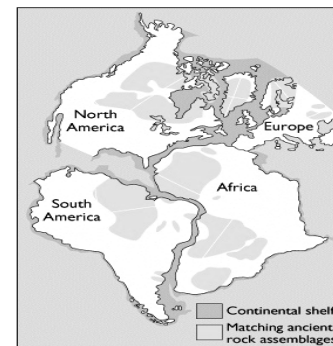 North
America
Europe
Africa
South
America
Continental shelf
Matching ancient
rock assemblages